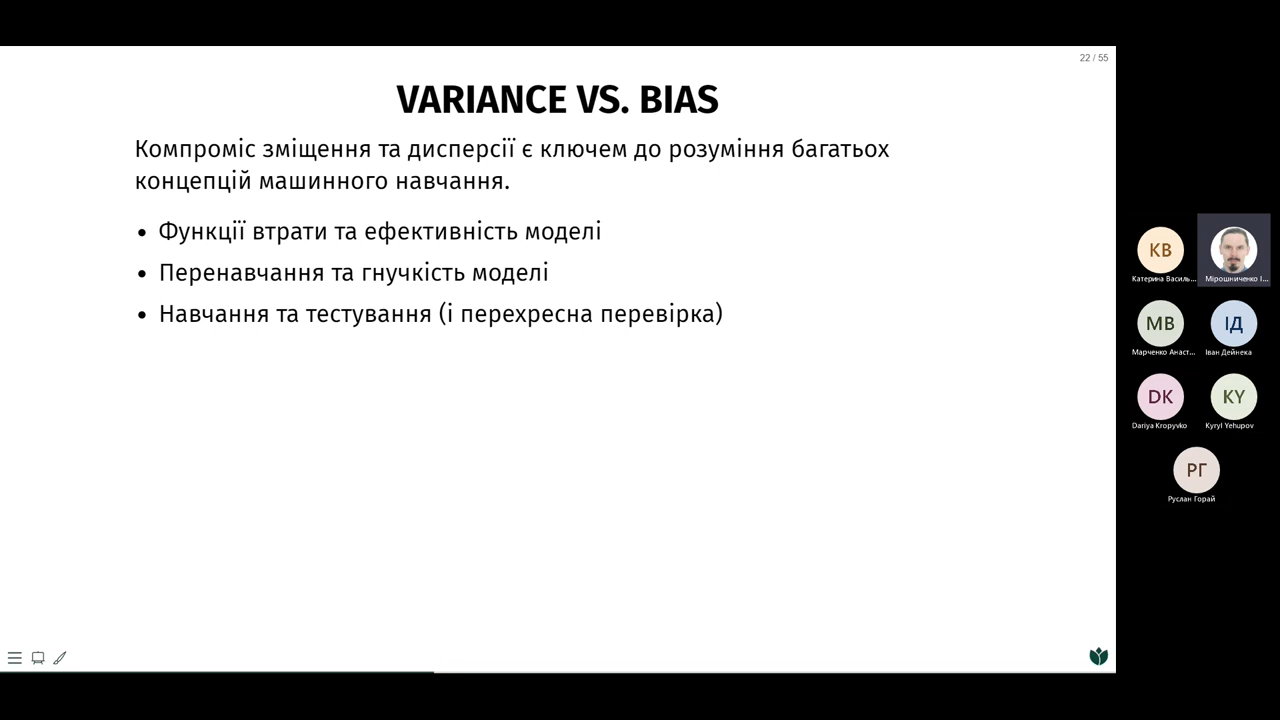 22 / 55
VARIANCE VS. BIAS
Компроміс зміщення та дисперсії є ключем до розуміння багатьох
концепцій машинного навчання.
• Функції втрати та ефективність моделі
• Перенавчання та гнучкість моделі
• Навчання та тестування (і перехресна перевірка)
КВ
Катерина Василь...
Мірошниченко І...
МВ
Марченко Анаст...
ІД
Іван Дейнека
DK
Dariya Kropyvko
KY
Kyryl Yehupov
РГ
Руслан Горай